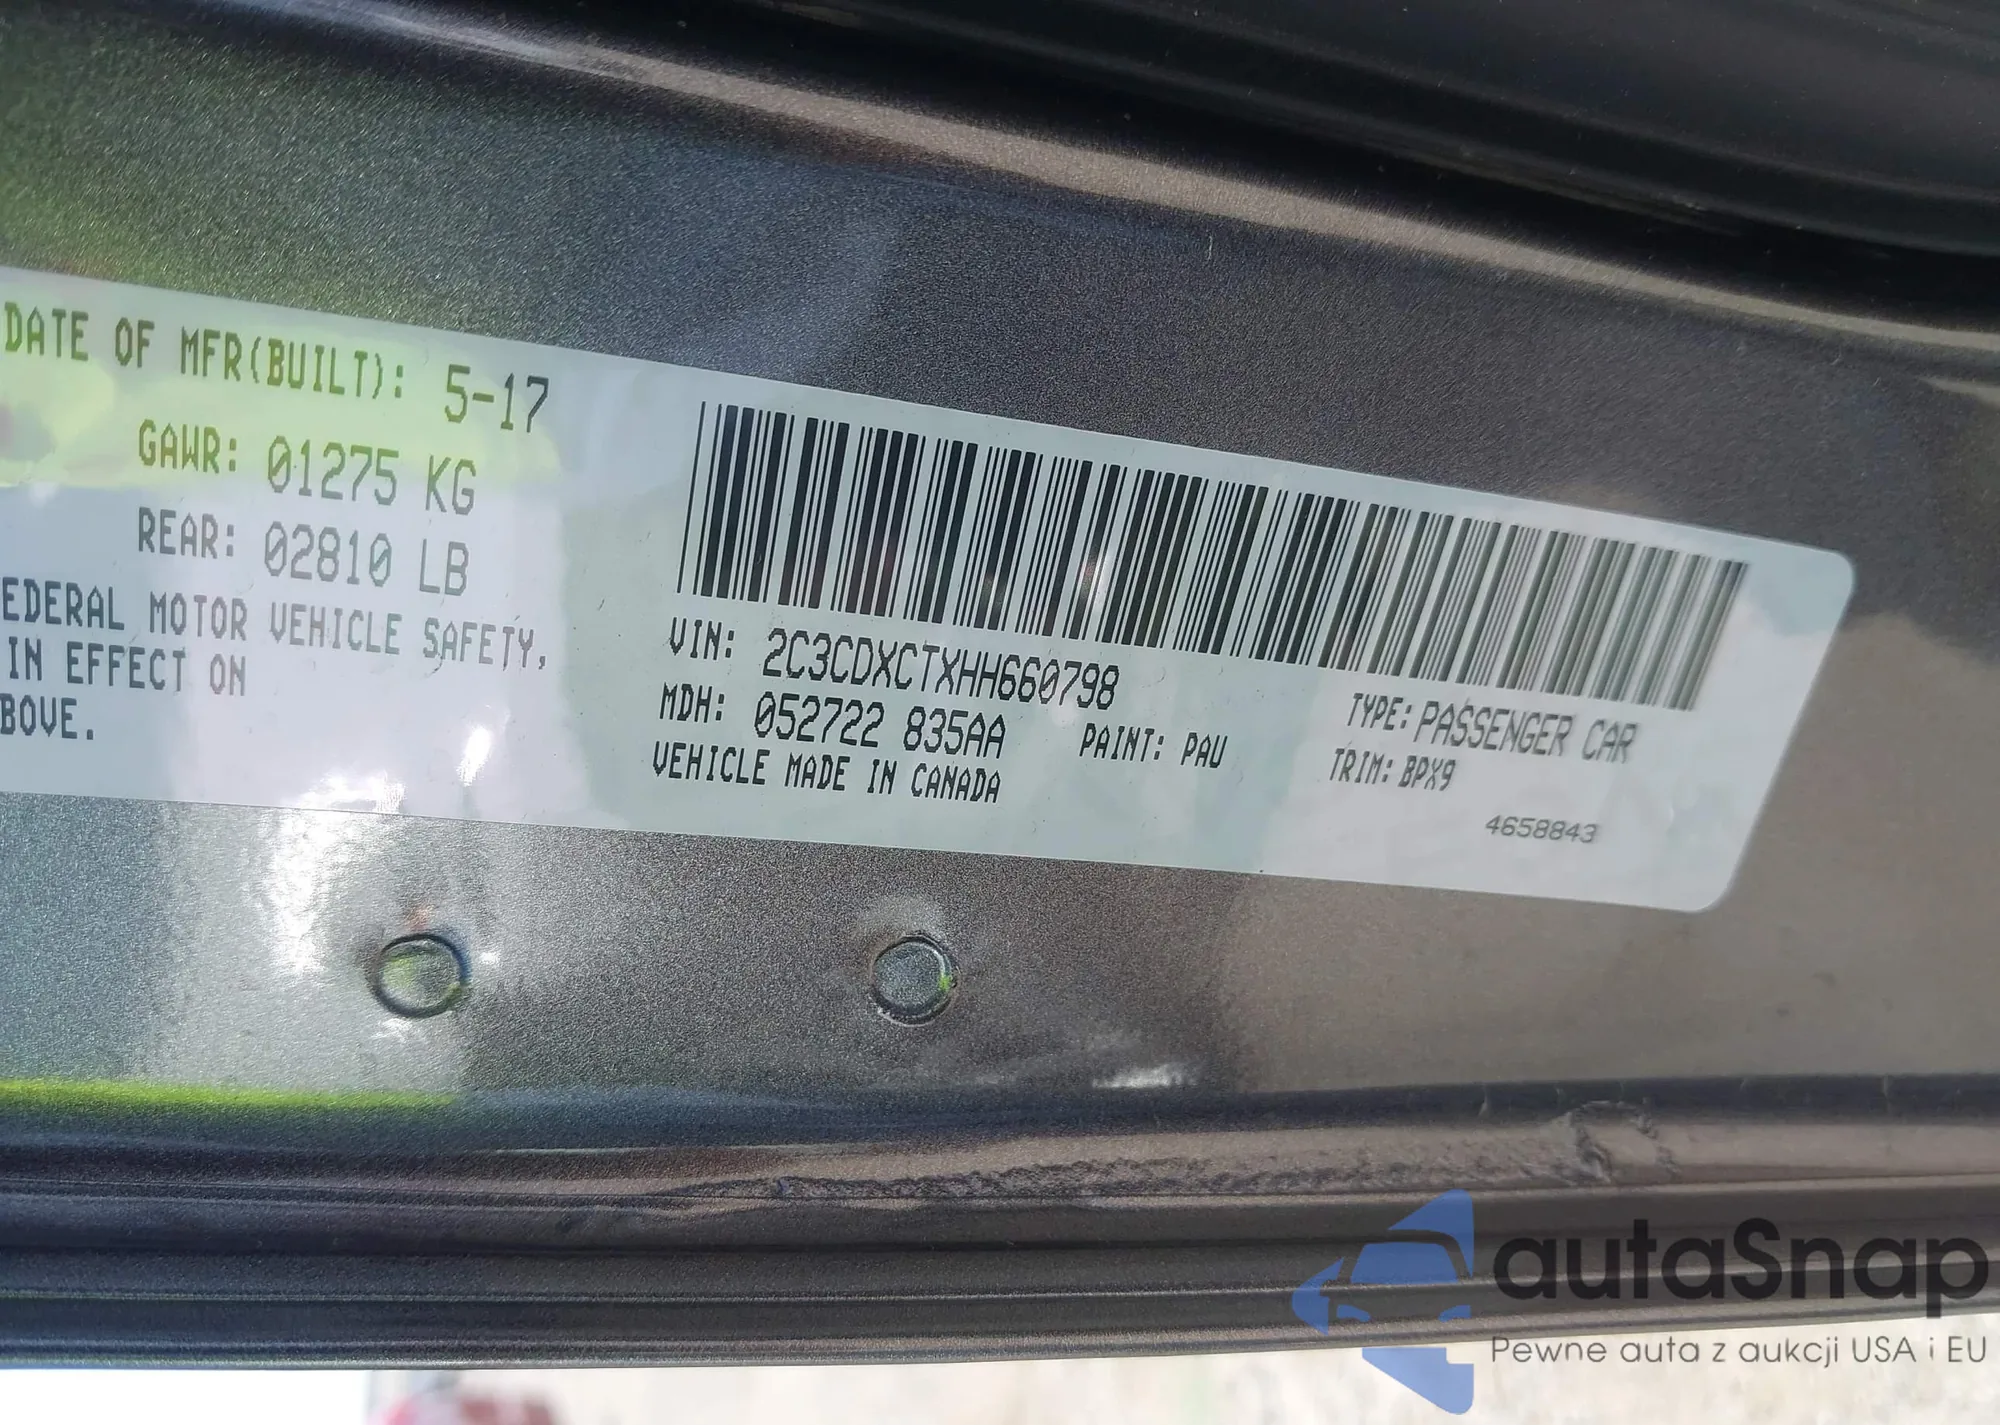 DATE OF MFR(BUILT): 5-17
GAWR: 01275 KG
REAR: 02810 LB
EDERAL MOTOR VEHICLE SAFETY,
IN EFFECT ON
BOVE.
VIN: 2C3CDXCTXHH660798
MDH: 052722 835AA PAINT: PAU
VEHICLE MADE IN CANADA
TYPE: PASSENGER CAR
TRIM: BPX9
4658843
autaSnap
Pewne auta z aukcji USA i EU